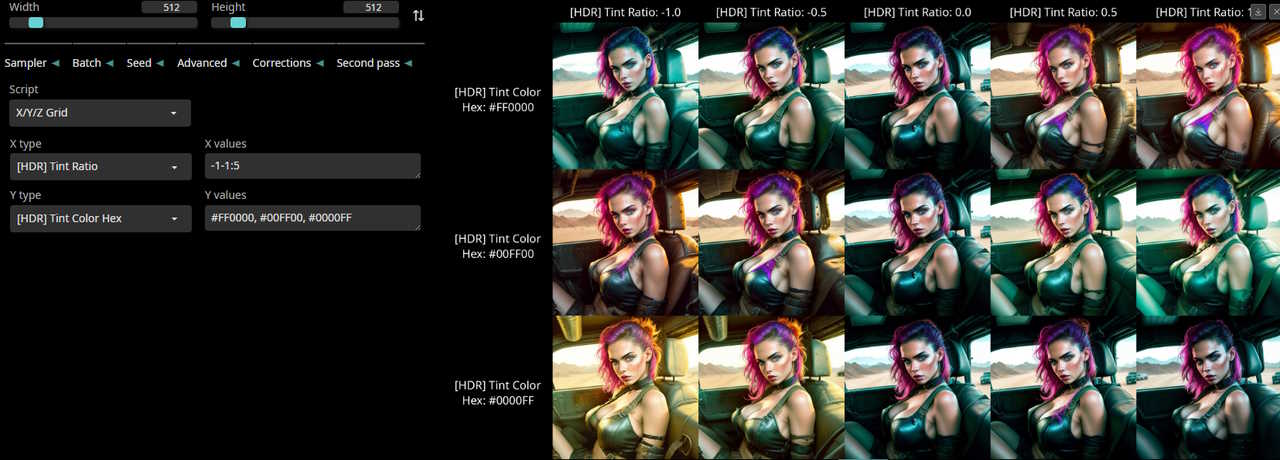 Width 512 Height 512
Sampler Batch Seed Advanced Corrections Second pass
Script
X/Y/Z Grid
X type X values
[HDR] Tint Ratio -1-1:5
Y type Y values
[HDR] Tint Color Hex #FF0000, #00FF00, #0000FF
[HDR] Tint Ratio: -1.0 [HDR] Tint Ratio: -0.5 [HDR] Tint Ratio: 0.0 [HDR] Tint Ratio: 0.5 [HDR] Tint Ratio:
[HDR] Tint Color
Hex: #FF0000
[HDR] Tint Color
Hex: #00FF00
[HDR] Tint Color
Hex: #0000FF